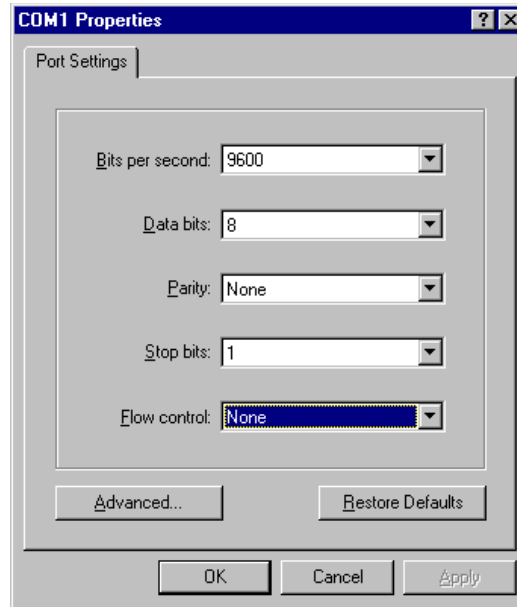 COM1 Properties
Port Settings
Bits per second: 9600
Data bits: 8
Parity: None
Stop bits: 1
Flow control: None
Advanced... Restore Defaults
OK Cancel Apply